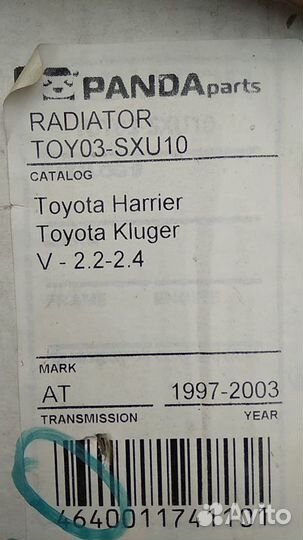 PANDAparts
RADIATOR
TOY03-SXU10
CATALOG
Toyota Harrier
Toyota Kluger
V - 2.2-2.4
MARK
AT 1997-2003
TRANSMISSION YEAR
Avito